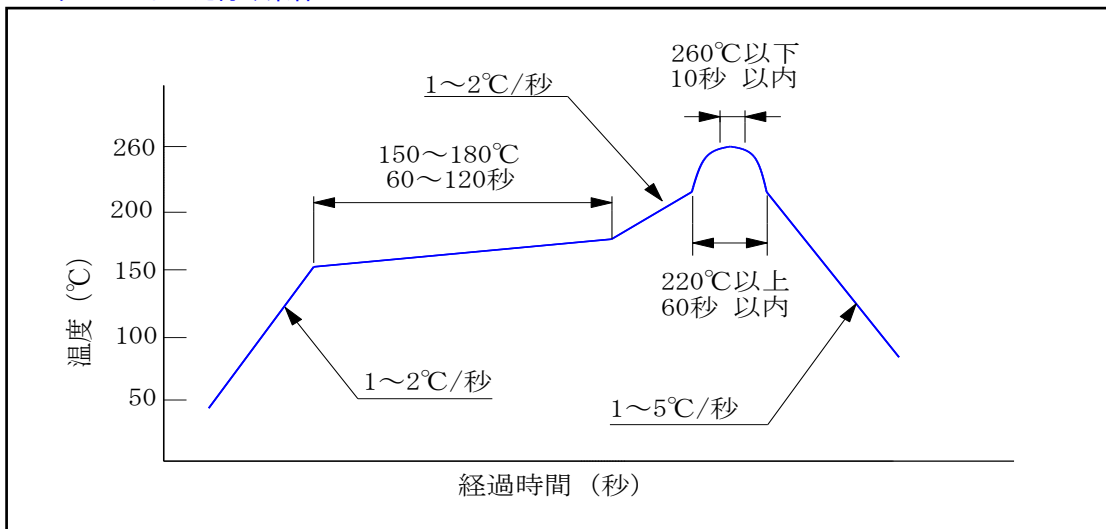 260℃以下
10秒 以内
1～2℃/秒
150～180℃
60～120秒
260
200
150
100
50
温度 (℃)
220℃以上
60秒 以内
1～2℃/秒
1～5℃/秒
経過時間 (秒)